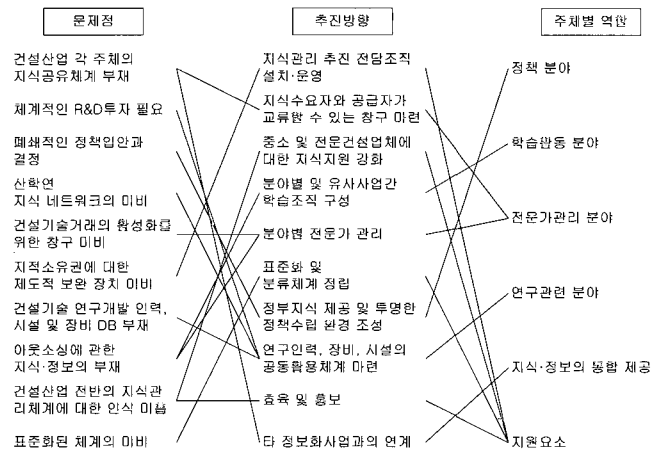 문제점
추진방향
주체별 역할
건설산업 각 주체의
지식공유체계 부재
체계적인 R&D투자 필요
폐쇄적인 정책입안과
결정
산학연
지식 네트워크의 미비
건설기술거래의 활성화를
위한 창구 미비
지적소유권에 대한
제도적 보완 장치 미비
건설기술 연구개발 인력,
시설 및 장비 DB 부재
아웃소싱에 관한
지식·정보의 부재
건설산업 전반의 지식관
리체계에 대한 인식 미흡
표준화된 체계의 미비
지식관리 추진 전담조직
설치·운영
지식수요자와 공급자가
교류할 수 있는 창구 마련
중소 및 전문건설업체에
대한 지식지원 강화
분야별 및 유사사업간
학습조직 구성
분야별 전문가 관리
표준화 및
분류체계 정립
정부지식 제공 및 투명한
정책수립 환경 조성
연구인력, 장비, 시설의
공동활용체계 마련
교육 및 홍보
타 정보화사업과의 연계
정책 분야
학습활동 분야
전문가관리 분야
연구관련 분야
지식·정보의 통합 제공
지원요소